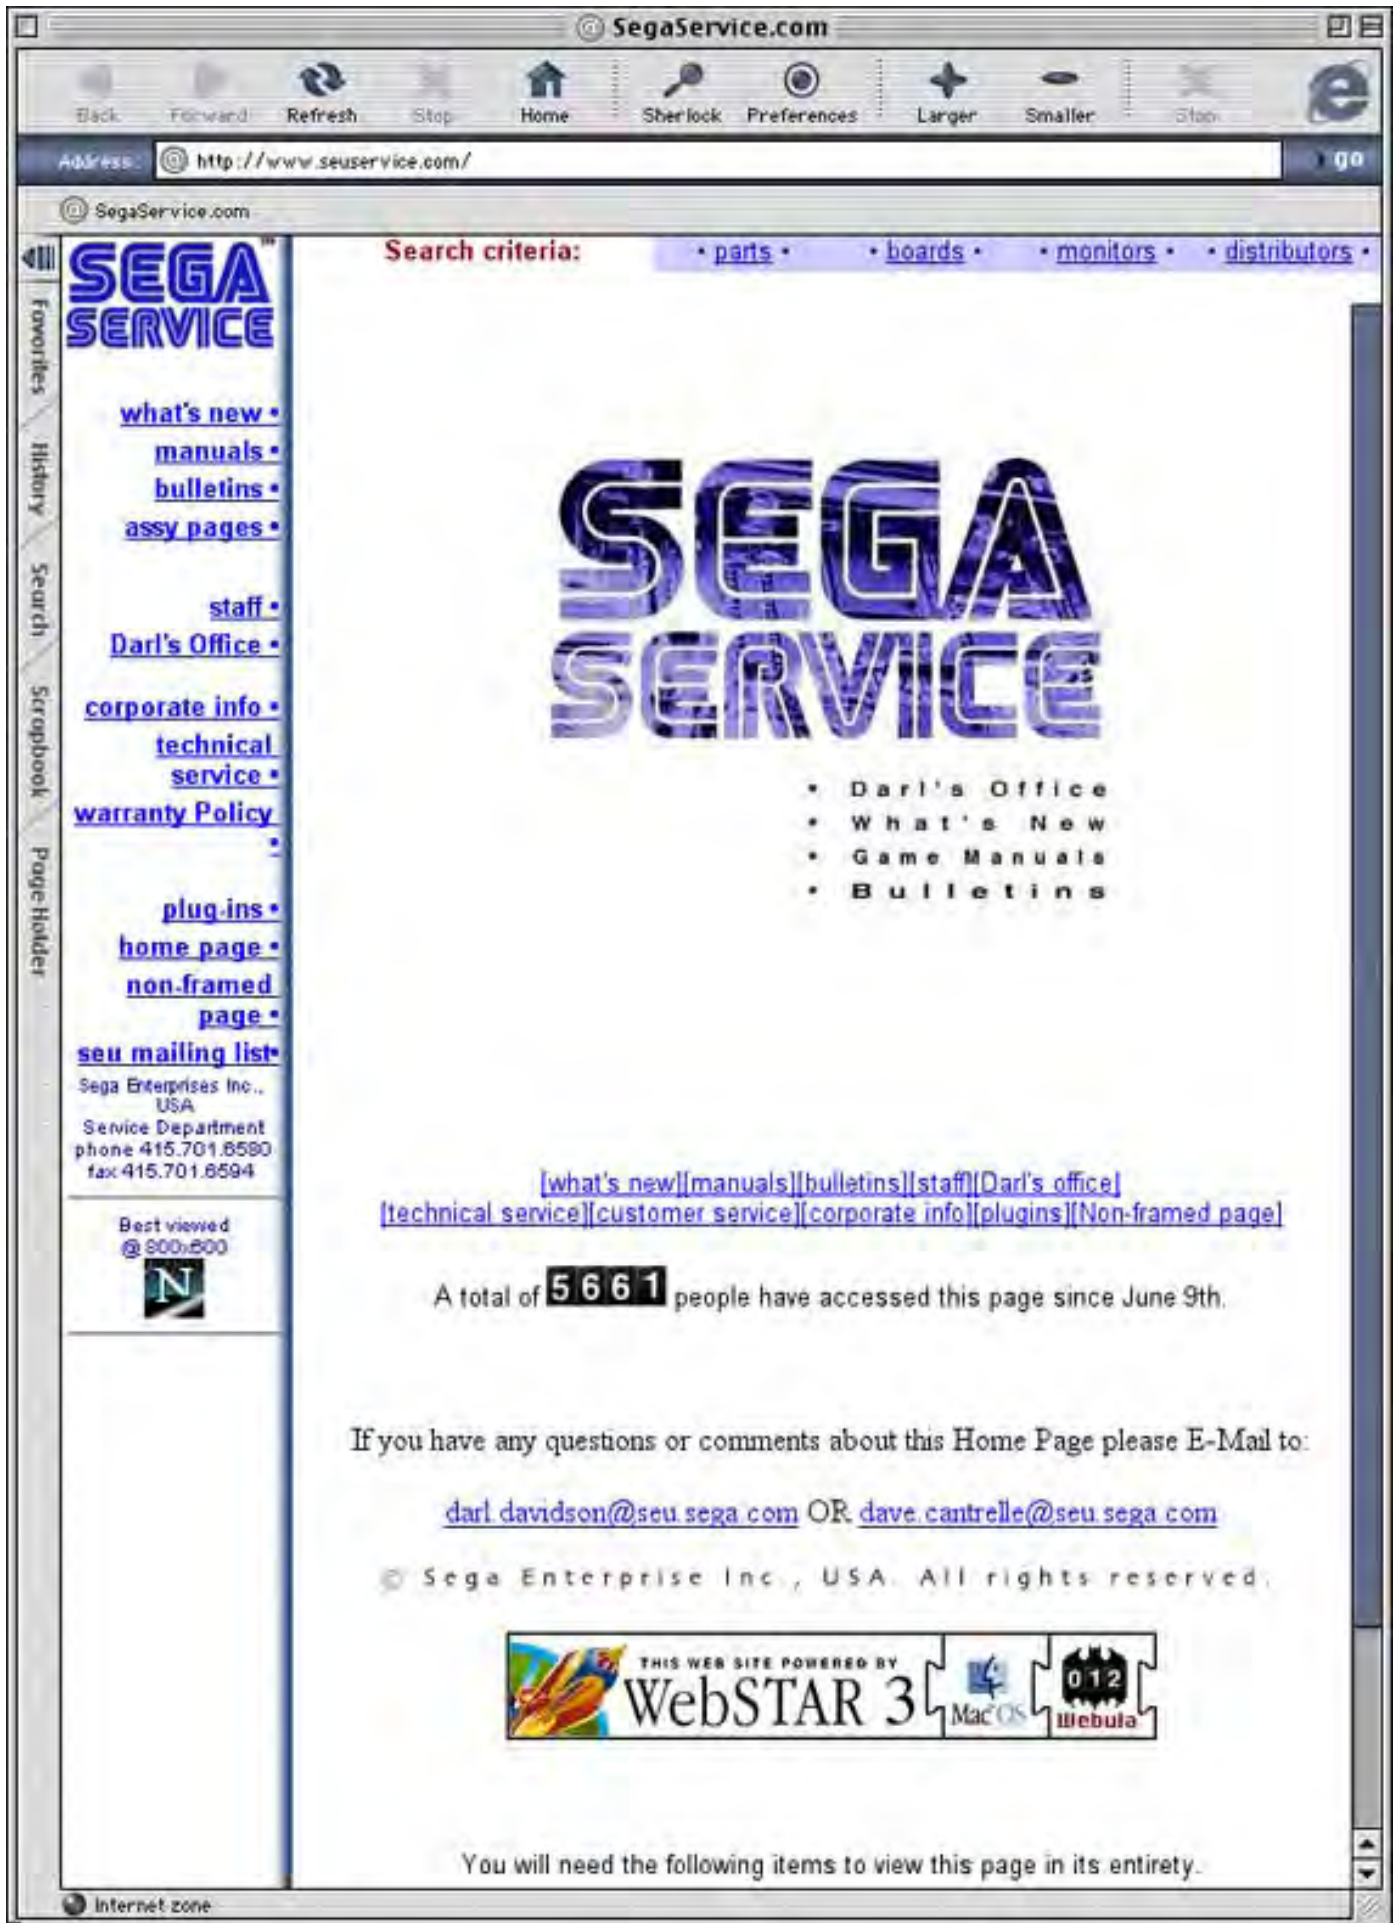 SegaService.com
Back Forward Refresh Stop Home Sherlock Preferences Larger Smaller Stop
Address: http://www.seuservice.com/ go
SegaService.com
Favorites
History
Search
Scrapbook
Page Holder
SEGA™
SERVICE
what's new •
manuals •
bulletins •
assy pages •
staff •
Darl's Office •
corporate info •
technical
service •
warranty Policy
•
plug-ins •
home page •
non-framed
page •
seu mailing list•
Sega Enterprises Inc.,
USA
Service Department
phone 415.701.6580
fax 415.701.6594
Best viewed
@ 800x600
N
Search criteria: • parts • • boards • • monitors • • distributors •
SEGA
SERVICE
• Darl's Office
• What's New
• Game Manuals
• Bulletins
[what's new][manuals][bulletins][staff][Darl's office]
[technical service][customer service][corporate info][plugins][Non-framed page]
A total of 5661 people have accessed this page since June 9th.
If you have any questions or comments about this Home Page please E-Mail to:
darl.davidson@seu.sega.com OR dave.cantrelle@seu.sega.com
© Sega Enterprise Inc., USA. All rights reserved.
THIS WEB SITE POWERED BY
WebSTAR 3
Mac OS
012
Webula
You will need the following items to view this page in its entirety.
Internet zone